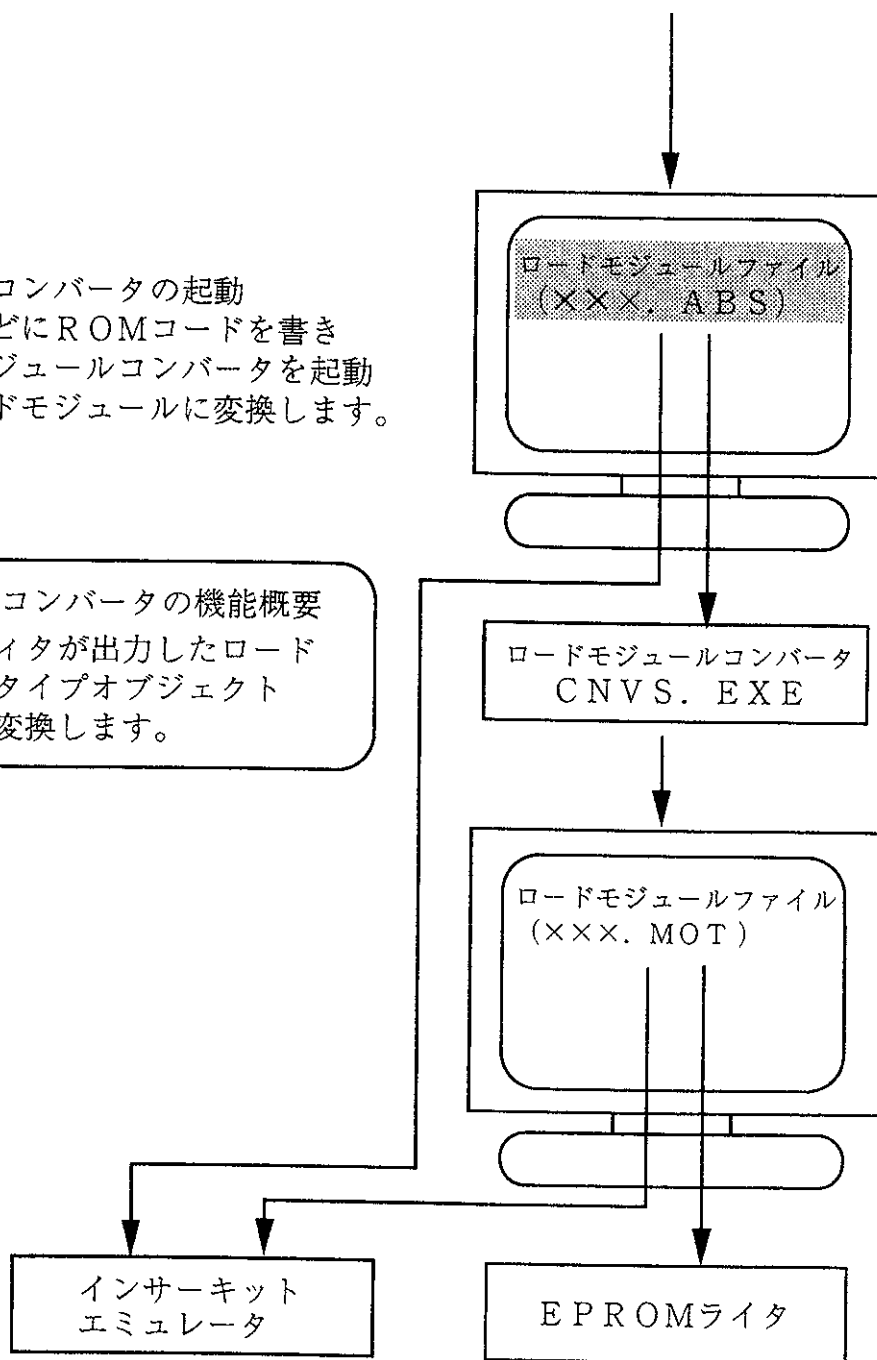 コンバータの起動
どにROMコードを書き
ジュールコンバータを起動
ドモジュールに変換します。
ロードモジュールファイル
(×××. ABS)
コンバータの機能概要
ィタが出力したロード
タイプオブジェクト
変換します。
ロードモジュールコンバータ
CNVS. EXE
ロードモジュールファイル
(×××. MOT)
インサーキット
エミュレータ
EPROMライタ